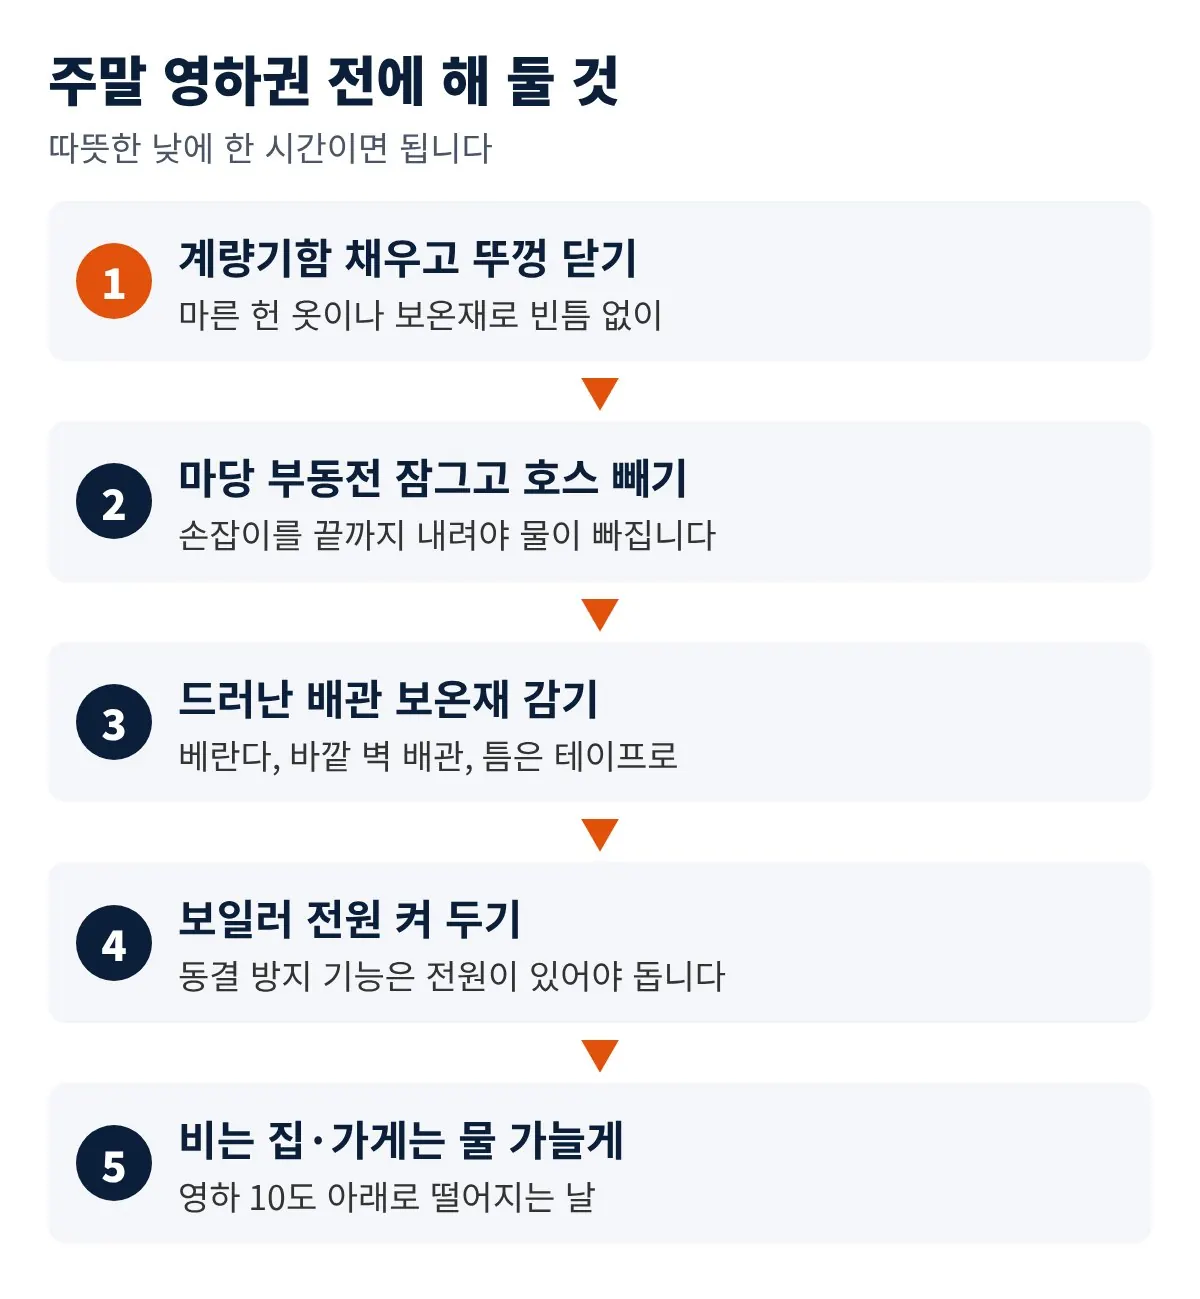 주말 영하권 전에 해 둘 것
따뜻한 낮에 한 시간이면 됩니다
1
계량기함 채우고 뚜껑 닫기
마른 헌 옷이나 보온재로 빈틈 없이
2
마당 부동전 잠그고 호스 빼기
손잡이를 끝까지 내려야 물이 빠집니다
3
드러난 배관 보온재 감기
베란다, 바깥 벽 배관, 틈은 테이프로
4
보일러 전원 켜 두기
동결 방지 기능은 전원이 있어야 돕니다
5
비는 집·가게는 물 가늘게
영하 10도 아래로 떨어지는 날